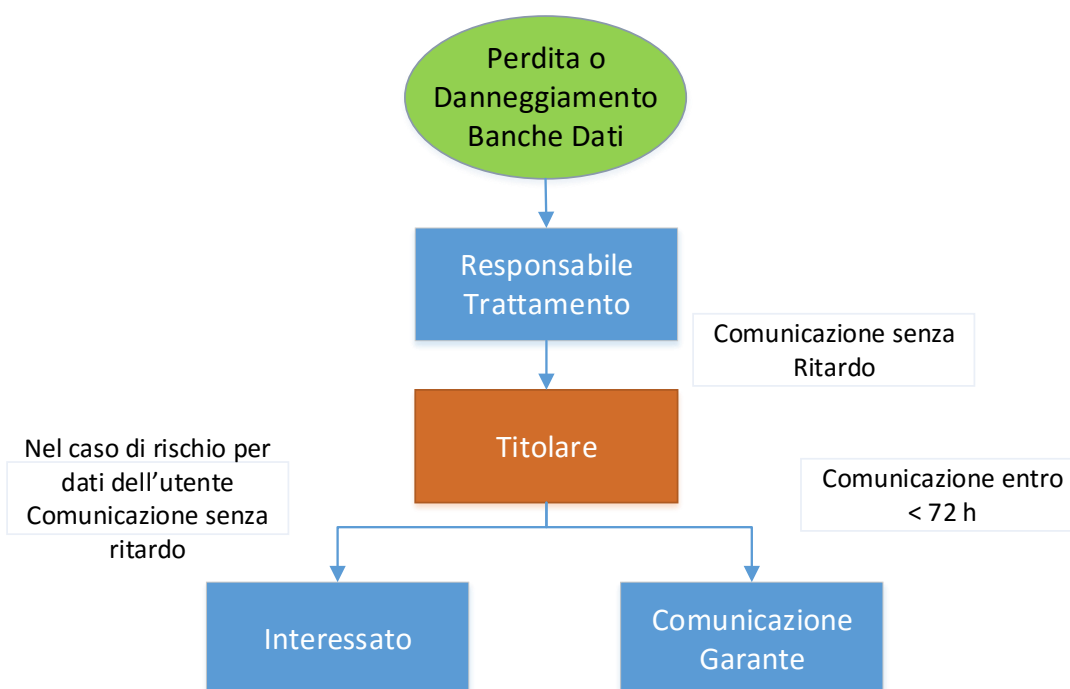 Perdita o
Danneggiamento
Banche Dati
Responsabile
Trattamento
Comunicazione senza
Ritardo
Titolare
Nel caso di rischio per
dati dell’utente
Comunicazione senza
ritardo
Comunicazione entro
< 72 h
Interessato
Comunicazione
Garante